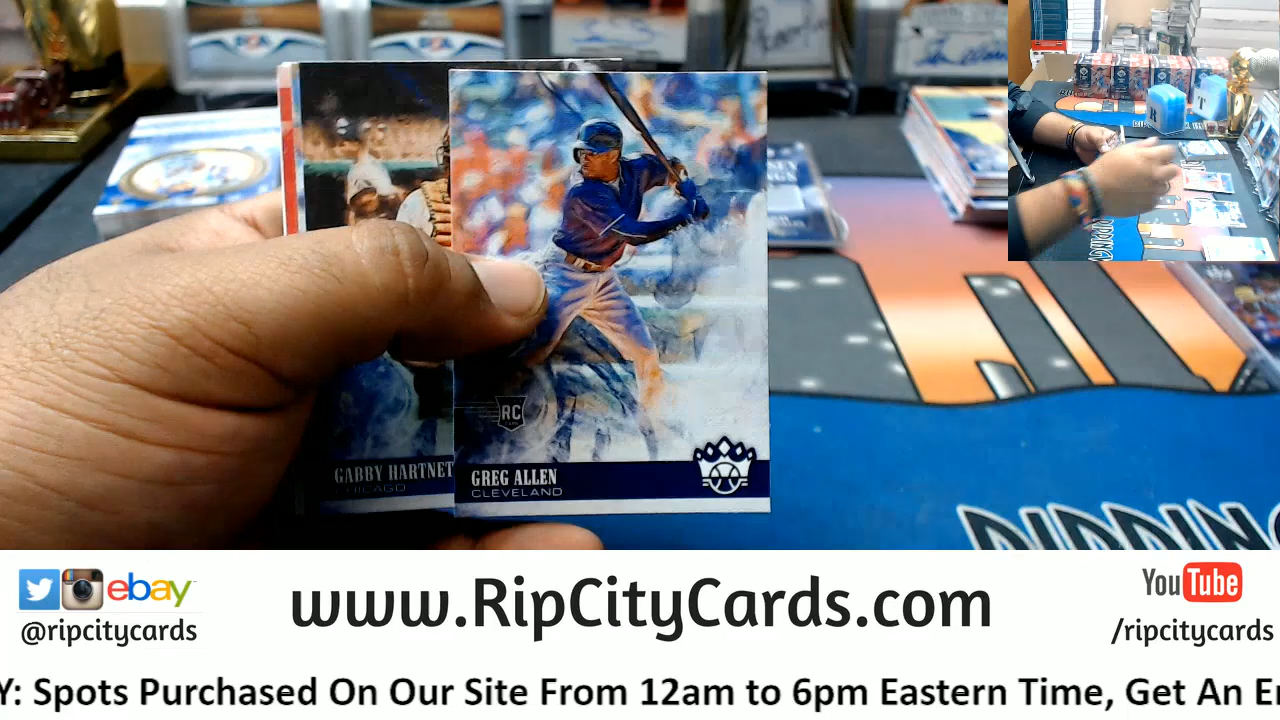 RC
GABBY HARTNET
CHICAGO
GREG ALLEN
CLEVELAND
R
T
ebay
@ripcitycards
www.RipCityCards.com
YouTube
/ripcitycards
Y: Spots Purchased On Our Site From 12am to 6pm Eastern Time, Get An E